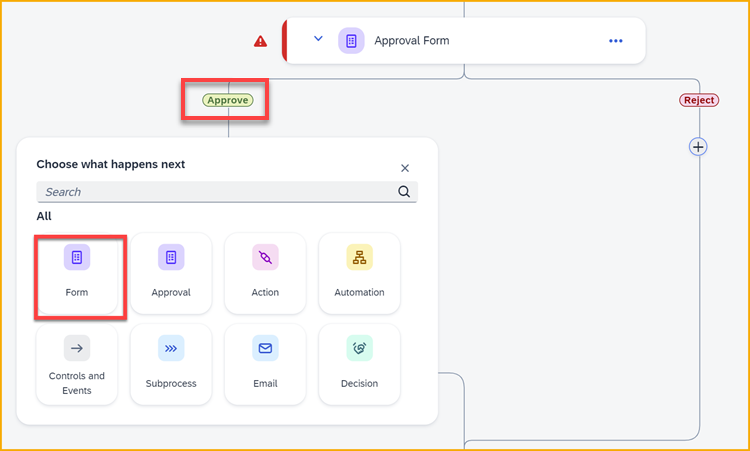 Approval Form
Approve
Reject
Choose what happens next
Search
All
Form
Approval
Action
Automation
Controls and
Events
Subprocess
Email
Decision